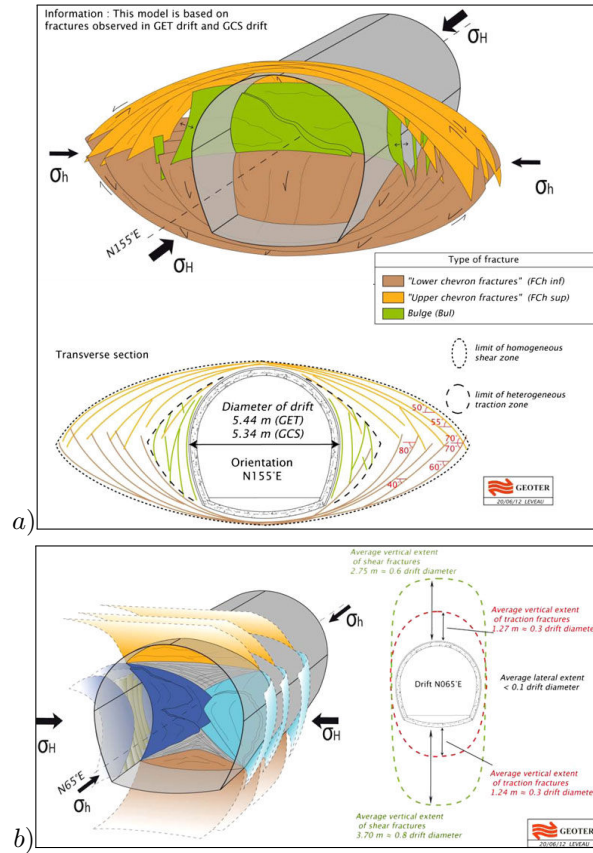 Information : This model is based on
fractures observed in GET drift and GCS drift
σH
σh
σh
N155°E
σH
Type of fracture
"Lower chevron fractures" (FCh inf)
"Upper chevron fractures" (FCh sup)
Bulge (Bul)
Transverse section
limit of homogeneous
shear zone
limit of heterogeneous
traction zone
Diameter of drift
5.44 m (GET)
5.34 m (GCS)
Orientation
N155°E
50
55
70
70
80
60
40
GEOTER
20/06/12 LEVEAU
a)
Average vertical extent
of shear fractures
2.75 m ≈ 0.6 drift diameter
Average vertical extent
of traction fractures
1.27 m ≈ 0.3 drift diameter
σh
Drift N065°E
Average lateral extent
< 0.1 drift diameter
σH
σH
N65°E
σh
Average vertical extent
of traction fractures
1.24 m ≈ 0.3 drift diameter
Average vertical extent
of shear fractures
3.70 m ≈ 0.8 drift diameter
GEOTER
20/06/12 LEVEAU
b)